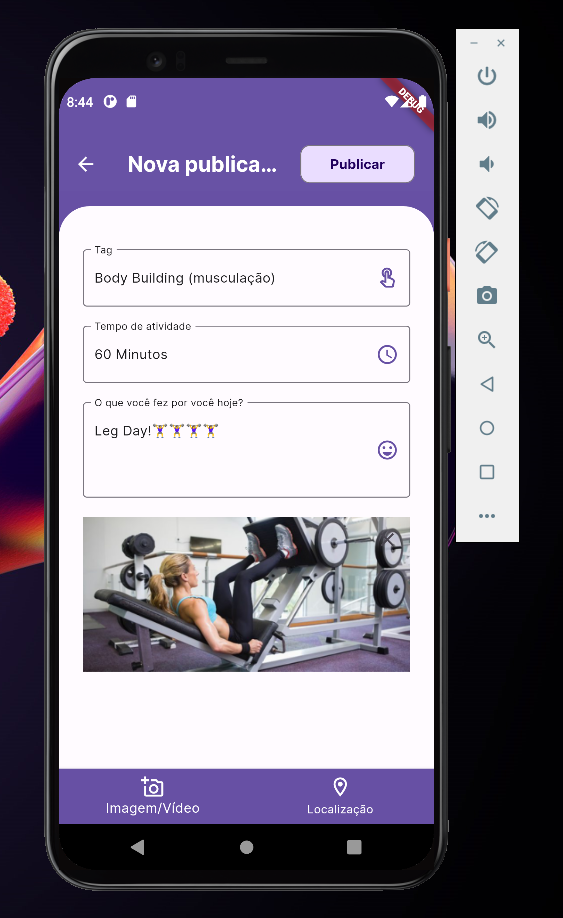 8:44
DEBUG
Nova publica...
Publicar
Tag
Body Building (musculação)
Tempo de atividade
60 Minutos
O que você fez por você hoje?
Leg Day!🏋️‍♀️🏋️‍♀️🏋️‍♀️🏋️‍♀️
Imagem/Vídeo
Localização